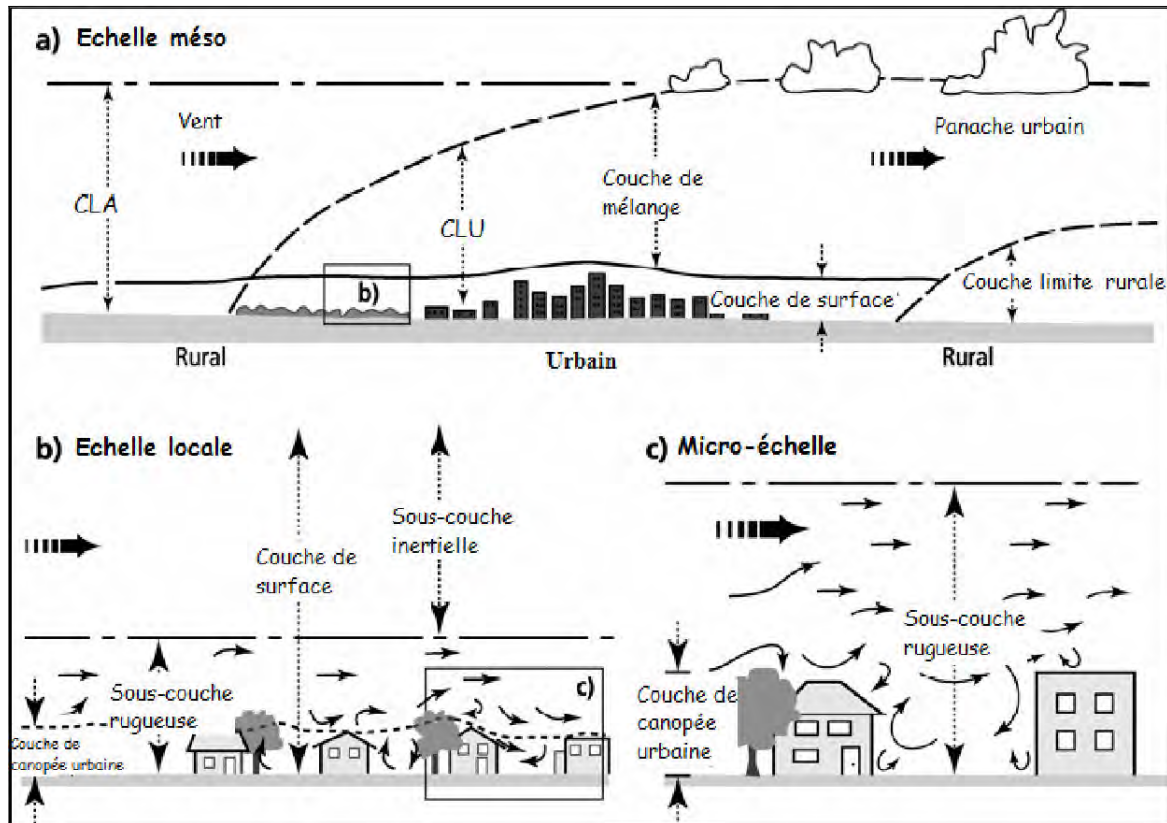 a) Echelle méso
Vent
Panache urbain
CLA
CLU
Couche de
mélange
b)
Couche de surface
Couche limite rurale
Rural
Urbain
Rural
b) Echelle locale
Sous-couche
inertielle
Couche de
surface
Sous-couche
rugueuse
c)
Couche de
canopée urbaine
c) Micro-échelle
Sous-couche
rugueuse
Couche de
canopée
urbaine